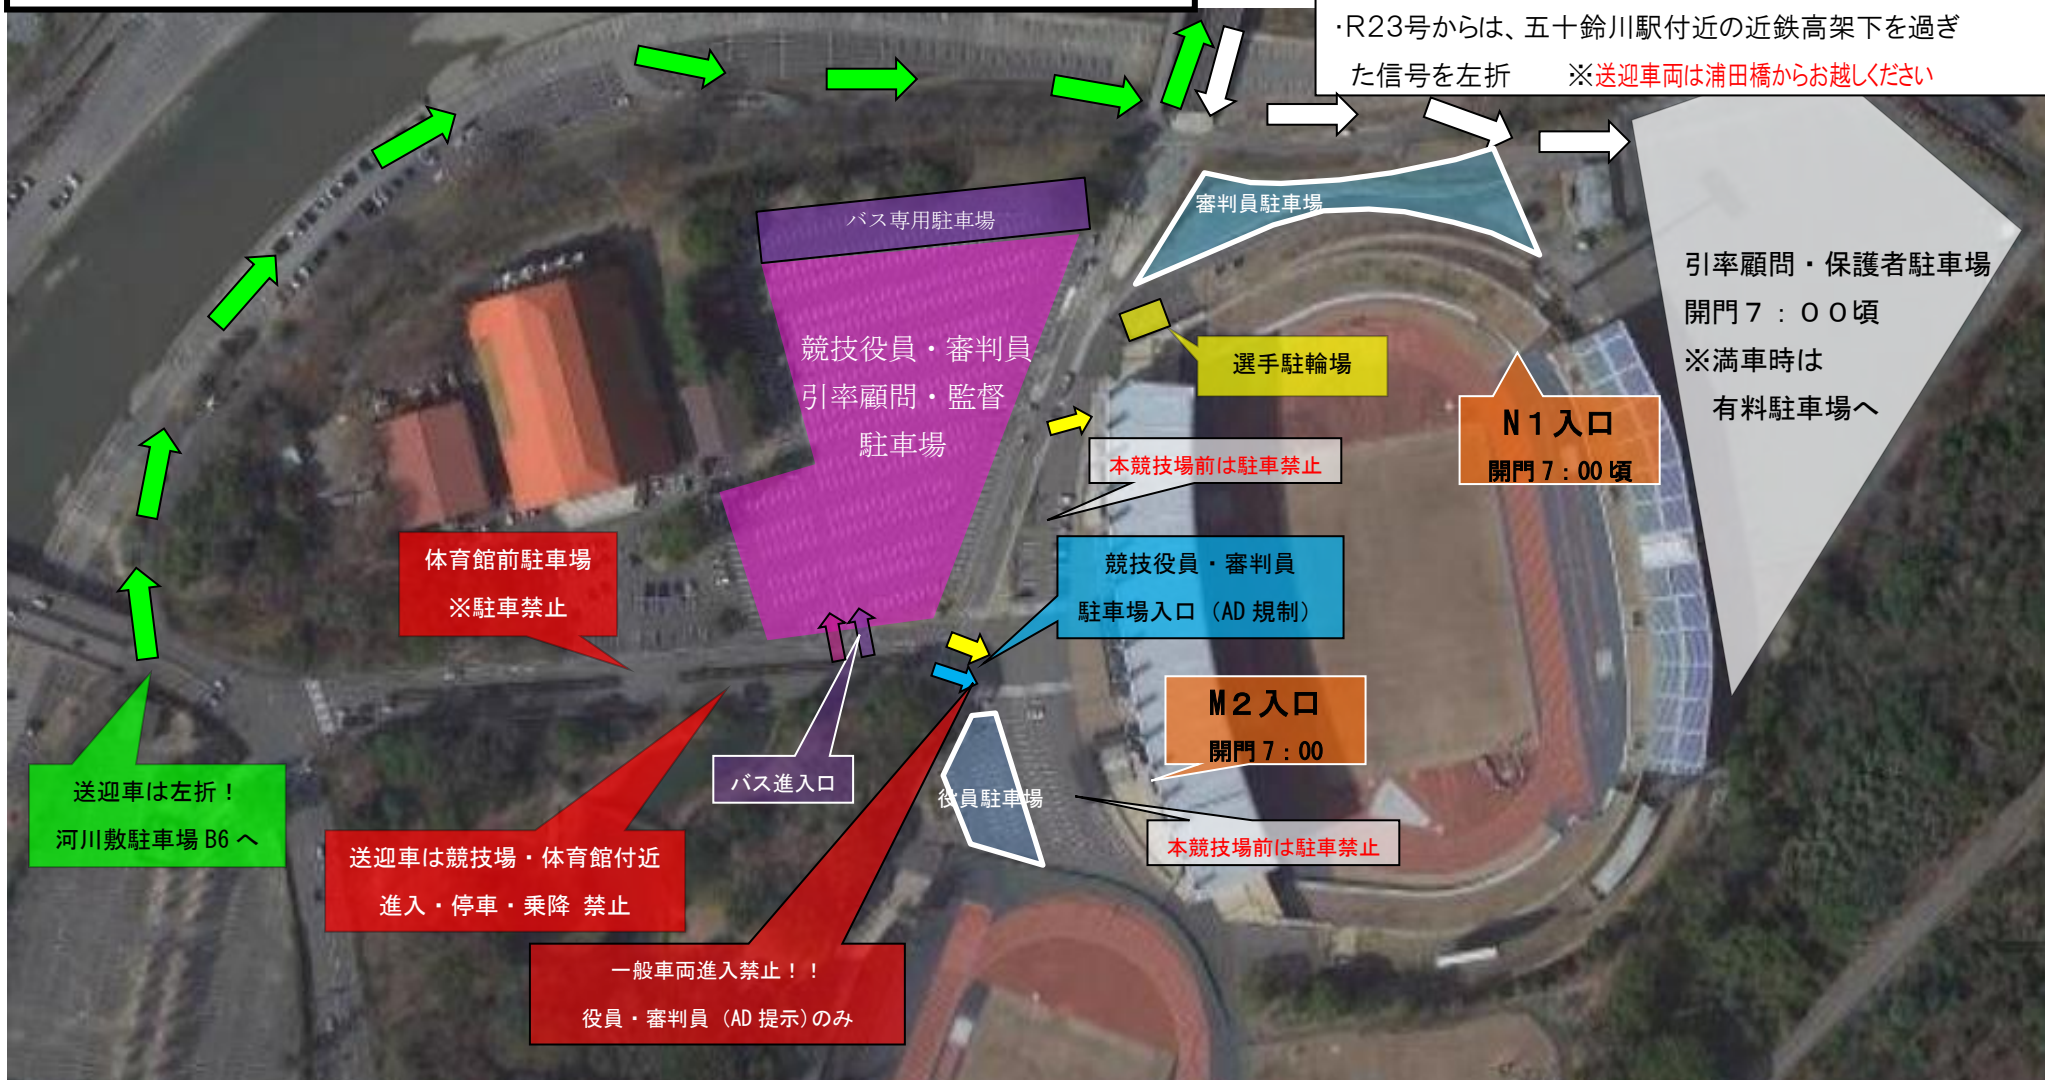 ・R23号からは、五十鈴川駅付近の近鉄高架下を過ぎ
た信号を左折　　※送迎車両は浦田橋からお越しください
バス専用駐車場
審判員駐車場
引率顧問・保護者駐車場
開門７：００頃
※満車時は
有料駐車場へ
競技役員・審判員
引率顧問・監督
駐車場
選手駐輪場
N１入口
開門７：00頃
本競技場前は駐車禁止
体育館前駐車場
※駐車禁止
競技役員・審判員
駐車場入口（AD規制）
M２入口
開門７：00
バス進入口
送迎車は左折！
河川敷駐車場B6へ
役員駐車場
本競技場前は駐車禁止
送迎車は競技場・体育館付近
進入・停車・乗降 禁止
一般車両進入禁止！！
役員・審判員（AD提示）のみ